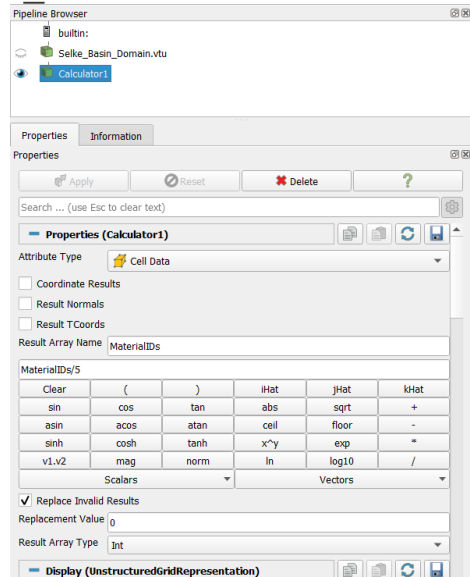 Pipeline Browser
builtin:
Selke_Basin_Domain.vtu
Calculator1
Properties Information
Properties
Apply Reset Delete ?
Search ... (use Esc to clear text)
Properties (Calculator1)
Attribute Type Cell Data
Coordinate Results
Result Normals
Result TCoords
Result Array Name MaterialIDs
MaterialIDs/5
Clear ( ) iHat jHat kHat
sin cos tan abs sqrt +
asin acos atan ceil floor -
sinh cosh tanh x^y exp *
v1.v2 mag norm ln log10 /
Scalars Vectors
Replace Invalid Results
Replacement Value 0
Result Array Type Int
Display (UnstructuredGridRepresentation)